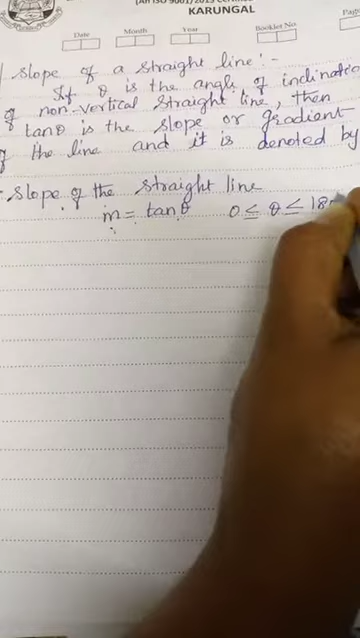 KARUNGAL
Date Month Year Booklet No.
slope of a straight line :-
If θ is the angle of inclinatio
of non-vertical straight line, then
tanθ is the slope or gradient
of the line and it is denoted by
slope of the straight line
m = tanθ 0 ≤ θ ≤ 18